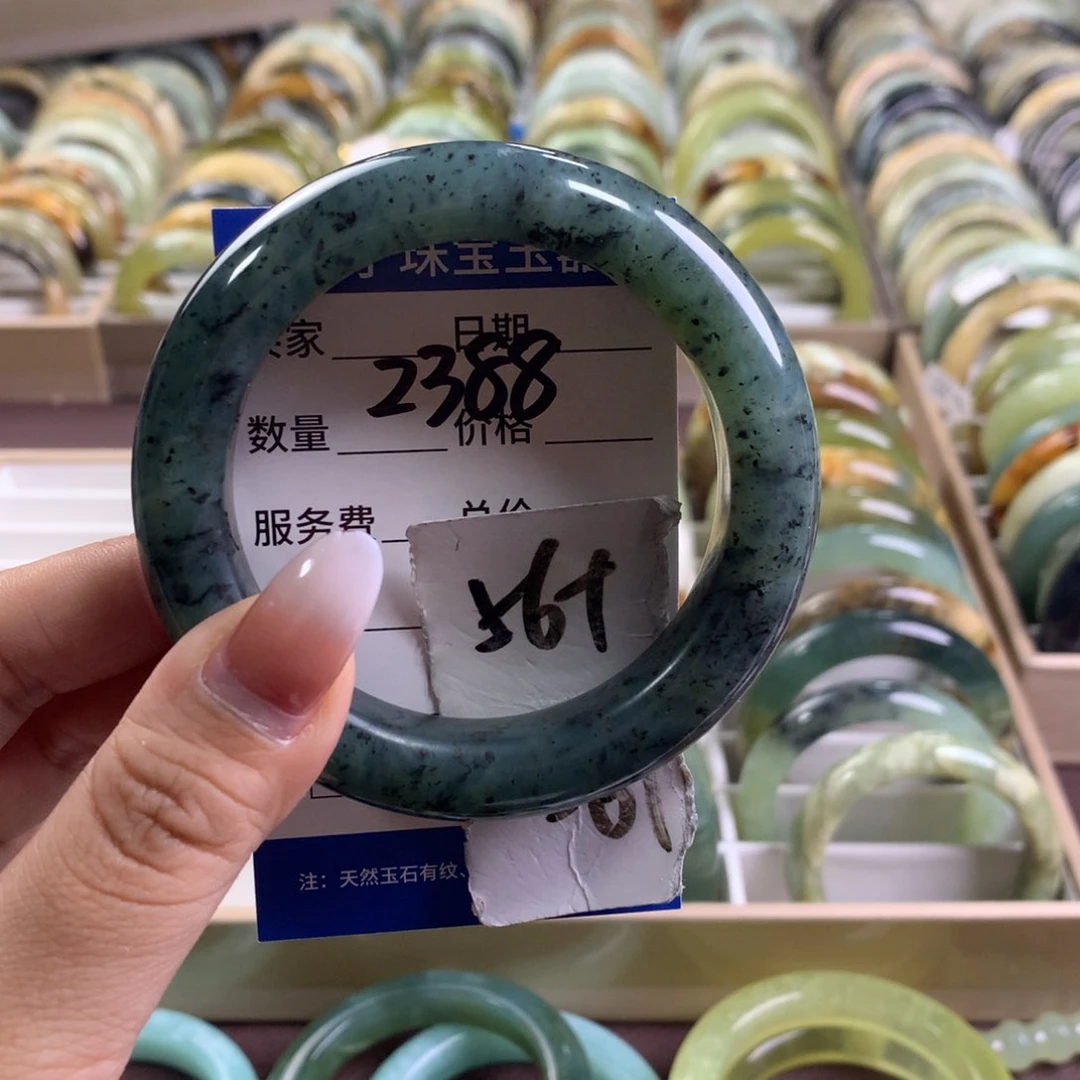 珠宝玉器
家 日期
2388
数量 价格
服务费 总价
561
注：天然玉石有纹、